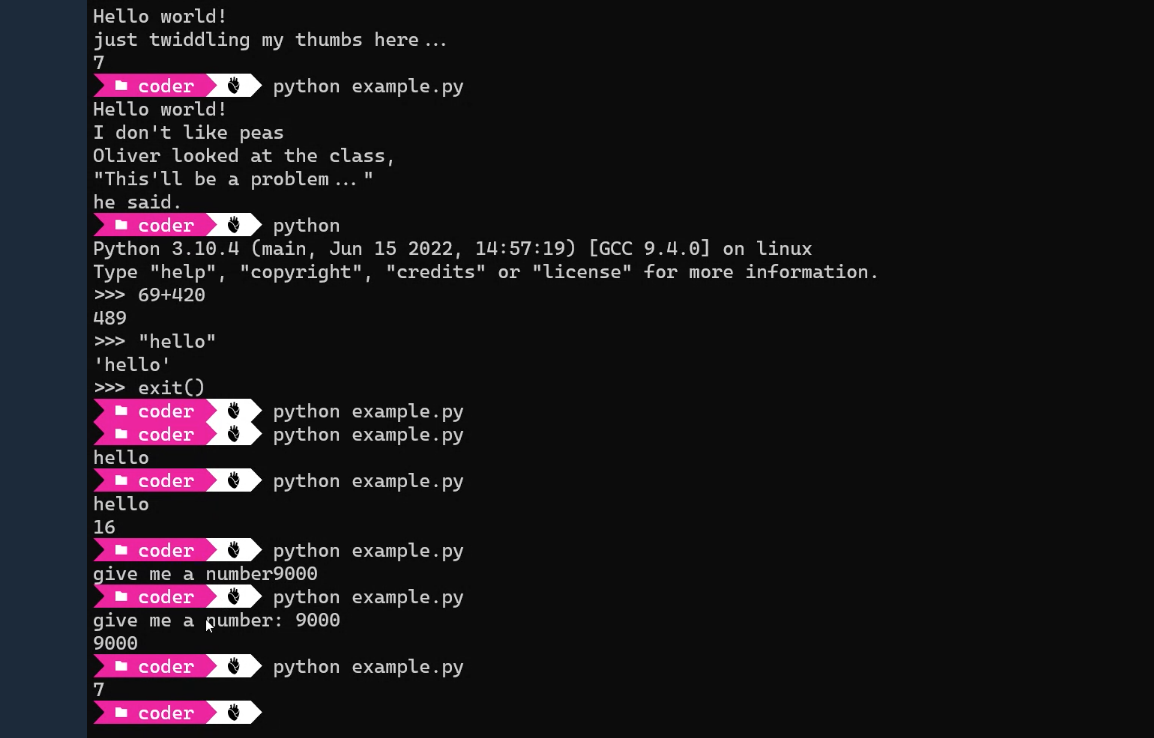 Hello world!
just twiddling my thumbs here...
7
coder python example.py
Hello world!
I don't like peas
Oliver looked at the class,
"This'll be a problem..."
he said.
coder python
Python 3.10.4 (main, Jun 15 2022, 14:57:19) [GCC 9.4.0] on linux
Type "help", "copyright", "credits" or "license" for more information.
>>> 69+420
489
>>> "hello"
'hello'
>>> exit()
coder python example.py
coder python example.py
hello
coder python example.py
hello
16
coder python example.py
give me a number9000
coder python example.py
give me a number: 9000
9000
coder python example.py
7
coder